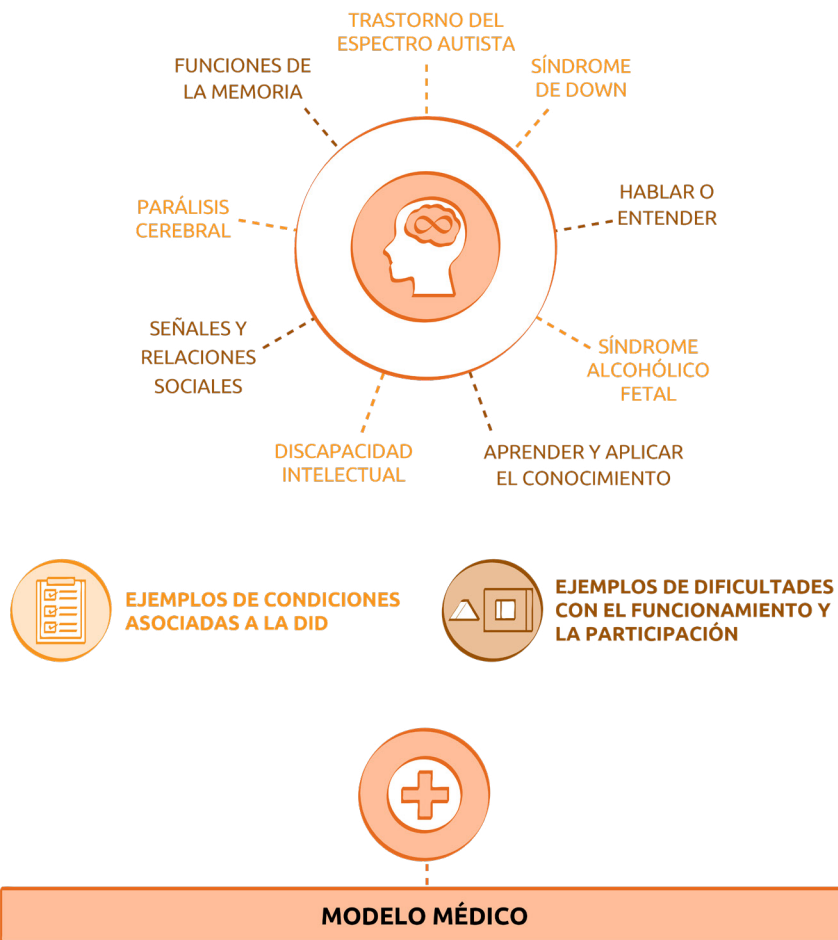 TRASTORNO DEL
ESPECTRO AUTISTA
FUNCIONES DE
LA MEMORIA
SÍNDROME
DE DOWN
PARÁLISIS
CEREBRAL
HABLAR O
ENTENDER
SEÑALES Y
RELACIONES
SOCIALES
SÍNDROME
ALCOHÓLICO
FETAL
DISCAPACIDAD
INTELECTUAL
APRENDER Y APLICAR
EL CONOCIMIENTO
EJEMPLOS DE CONDICIONES
ASOCIADAS A LA DID
EJEMPLOS DE DIFICULTADES
CON EL FUNCIONAMIENTO Y
LA PARTICIPACIÓN
MODELO MÉDICO